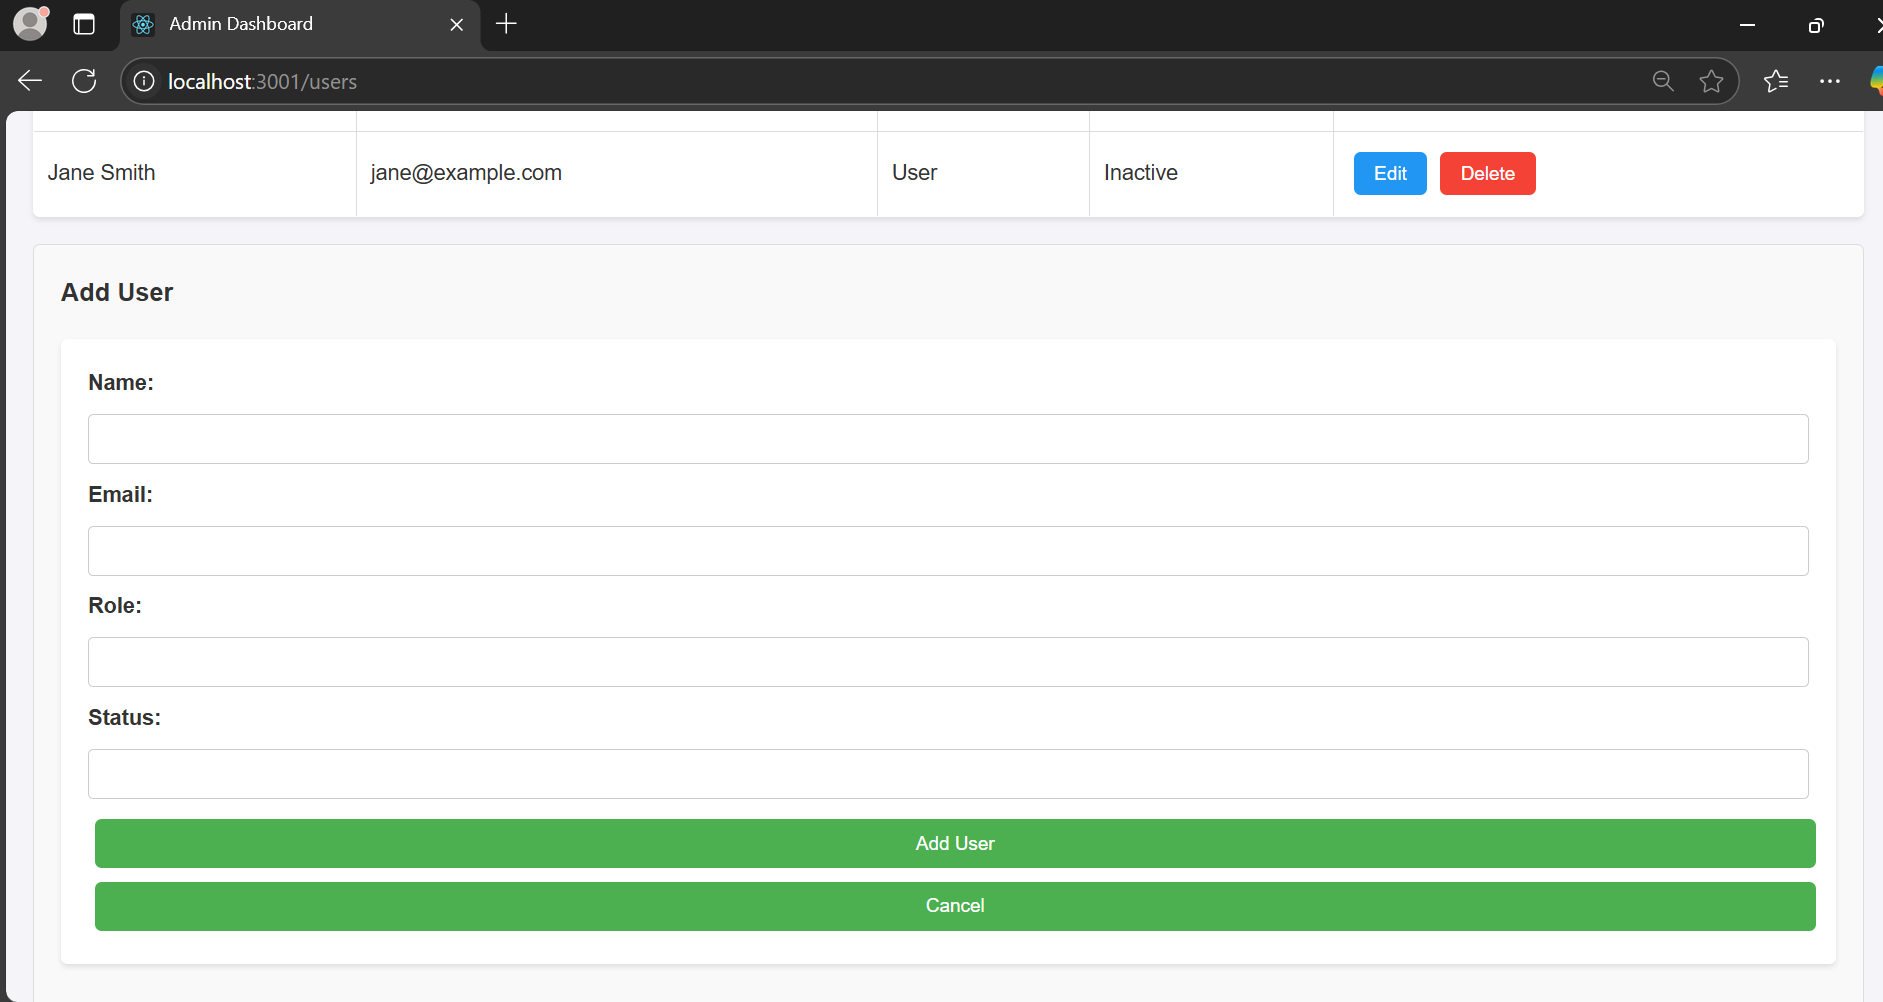 Admin Dashboard
localhost:3001/users
Jane Smith jane@example.com User Inactive Edit Delete
Add User
Name:
Email:
Role:
Status:
Add User
Cancel